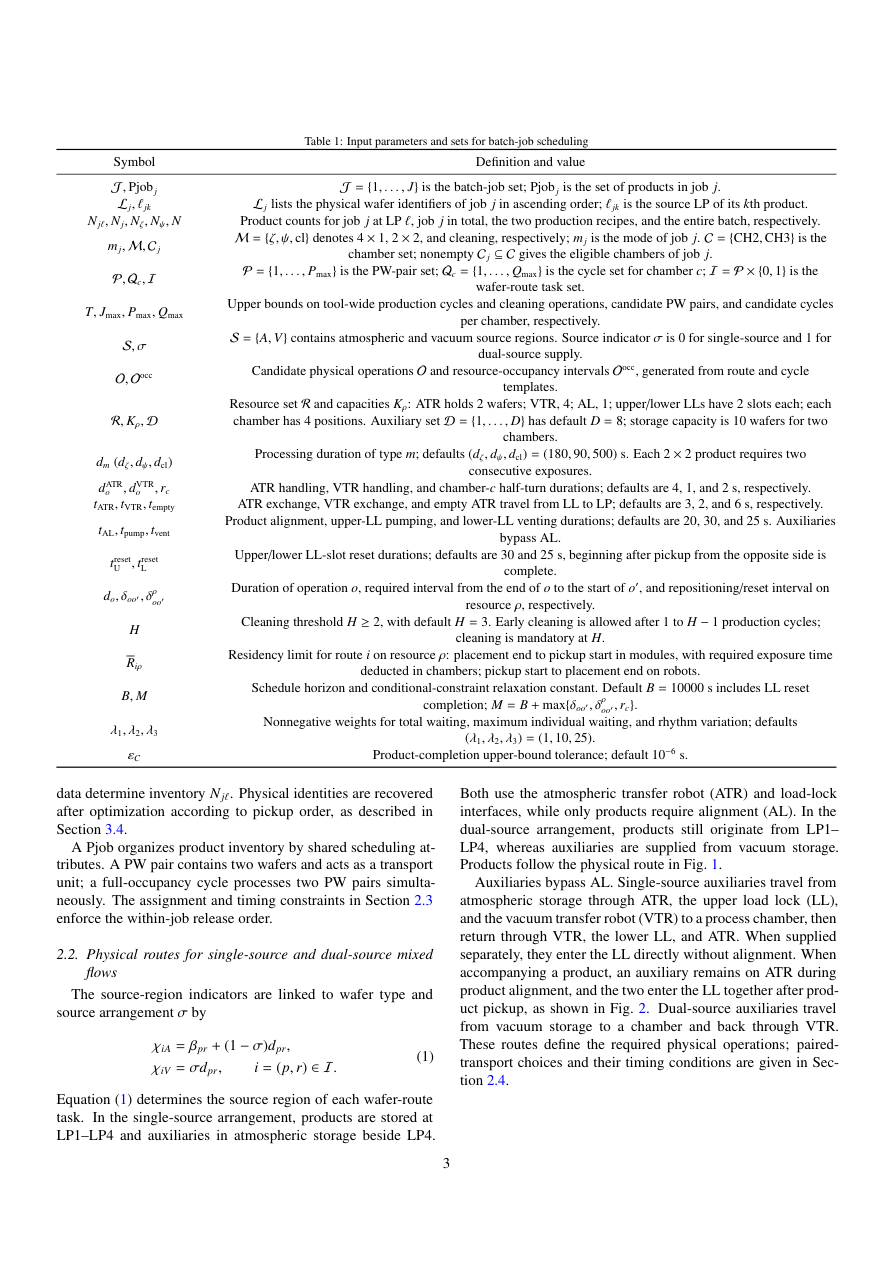 Table 1: Input parameters and sets for batch-job scheduling
Symbol Definition and value
𝒥, Pjob_j 𝒥 = {1, . . . , J} is the batch-job set; Pjob_j is the set of products in job j.
ℒ_j, ℓ_jk ℒ_j lists the physical wafer identifiers of job j in ascending order; ℓ_jk is the source LP of its kth product.
N_jℓ, N_j, N_ζ, N_ψ, N Product counts for job j at LP ℓ, job j in total, the two production recipes, and the entire batch, respectively.
m_j, ℳ, 𝒞_j ℳ = {ζ, ψ, cl} denotes 4 × 1, 2 × 2, and cleaning, respectively; m_j is the mode of job j. 𝒞 = {CH2, CH3} is the
chamber set; nonempty 𝒞_j ⊆ 𝒞 gives the eligible chambers of job j.
𝒫, 𝒬_c, ℐ 𝒫 = {1, . . . , P_max} is the PW-pair set; 𝒬_c = {1, . . . , Q_max} is the cycle set for chamber c; ℐ = 𝒫 × {0, 1} is the
wafer-route task set.
T, J_max, P_max, Q_max Upper bounds on tool-wide production cycles and cleaning operations, candidate PW pairs, and candidate cycles
per chamber, respectively.
𝒮, σ 𝒮 = {A, V} contains atmospheric and vacuum source regions. Source indicator σ is 0 for single-source and 1 for
dual-source supply.
𝒪, 𝒪^occ Candidate physical operations 𝒪 and resource-occupancy intervals 𝒪^occ, generated from route and cycle
templates.
ℛ, K_ρ, 𝒟 Resource set ℛ and capacities K_ρ: ATR holds 2 wafers; VTR, 4; AL, 1; upper/lower LLs have 2 slots each; each
chamber has 4 positions. Auxiliary set 𝒟 = {1, . . . , D} has default D = 8; storage capacity is 10 wafers for two
chambers.
d_m (d_ζ, d_ψ, d_cl) Processing duration of type m; defaults (d_ζ, d_ψ, d_cl) = (180, 90, 500) s. Each 2 × 2 product requires two
consecutive exposures.
d_o^ATR, d_o^VTR, r_c ATR handling, VTR handling, and chamber-c half-turn durations; defaults are 4, 1, and 2 s, respectively.
t_ATR, t_VTR, t_empty ATR exchange, VTR exchange, and empty ATR travel from LL to LP; defaults are 3, 2, and 6 s, respectively.
t_AL, t_pump, t_vent Product alignment, upper-LL pumping, and lower-LL venting durations; defaults are 20, 30, and 25 s. Auxiliaries
bypass AL.
t_U^reset, t_L^reset Upper/lower LL-slot reset durations; defaults are 30 and 25 s, beginning after pickup from the opposite side is
complete.
d_o, δ_oo′, δ^ρ_oo′ Duration of operation o, required interval from the end of o to the start of o′, and repositioning/reset interval on
resource ρ, respectively.
H Cleaning threshold H ≥ 2, with default H = 3. Early cleaning is allowed after 1 to H − 1 production cycles;
cleaning is mandatory at H.
R̅_iρ Residency limit for route i on resource ρ: placement end to pickup start in modules, with required exposure time
deducted in chambers; pickup start to placement end on robots.
B, M Schedule horizon and conditional-constraint relaxation constant. Default B = 10000 s includes LL reset
completion; M = B + max{δ_oo′, δ^ρ_oo′, r_c}.
λ_1, λ_2, λ_3 Nonnegative weights for total waiting, maximum individual waiting, and rhythm variation; defaults
(λ_1, λ_2, λ_3) = (1, 10, 25).
ε_C Product-completion upper-bound tolerance; default 10^−6 s.
data determine inventory N_jℓ. Physical identities are recovered
after optimization according to pickup order, as described in
Section 3.4.
A Pjob organizes product inventory by shared scheduling at-
tributes. A PW pair contains two wafers and acts as a transport
unit; a full-occupancy cycle processes two PW pairs simulta-
neously. The assignment and timing constraints in Section 2.3
enforce the within-job release order.
2.2. Physical routes for single-source and dual-source mixed
flows
The source-region indicators are linked to wafer type and
source arrangement σ by
χ_iA = β_pr + (1 − σ)d_pr,
χ_iV = σd_pr, i = (p, r) ∈ ℐ. (1)
Equation (1) determines the source region of each wafer-route
task. In the single-source arrangement, products are stored at
LP1–LP4 and auxiliaries in atmospheric storage beside LP4.
Both use the atmospheric transfer robot (ATR) and load-lock
interfaces, while only products require alignment (AL). In the
dual-source arrangement, products still originate from LP1–
LP4, whereas auxiliaries are supplied from vacuum storage.
Products follow the physical route in Fig. 1.
Auxiliaries bypass AL. Single-source auxiliaries travel from
atmospheric storage through ATR, the upper load lock (LL),
and the vacuum transfer robot (VTR) to a process chamber, then
return through VTR, the lower LL, and ATR. When supplied
separately, they enter the LL directly without alignment. When
accompanying a product, an auxiliary remains on ATR during
product alignment, and the two enter the LL together after prod-
uct pickup, as shown in Fig. 2. Dual-source auxiliaries travel
from vacuum storage to a chamber and back through VTR.
These routes define the required physical operations; paired-
transport choices and their timing conditions are given in Sec-
tion 2.4.
3